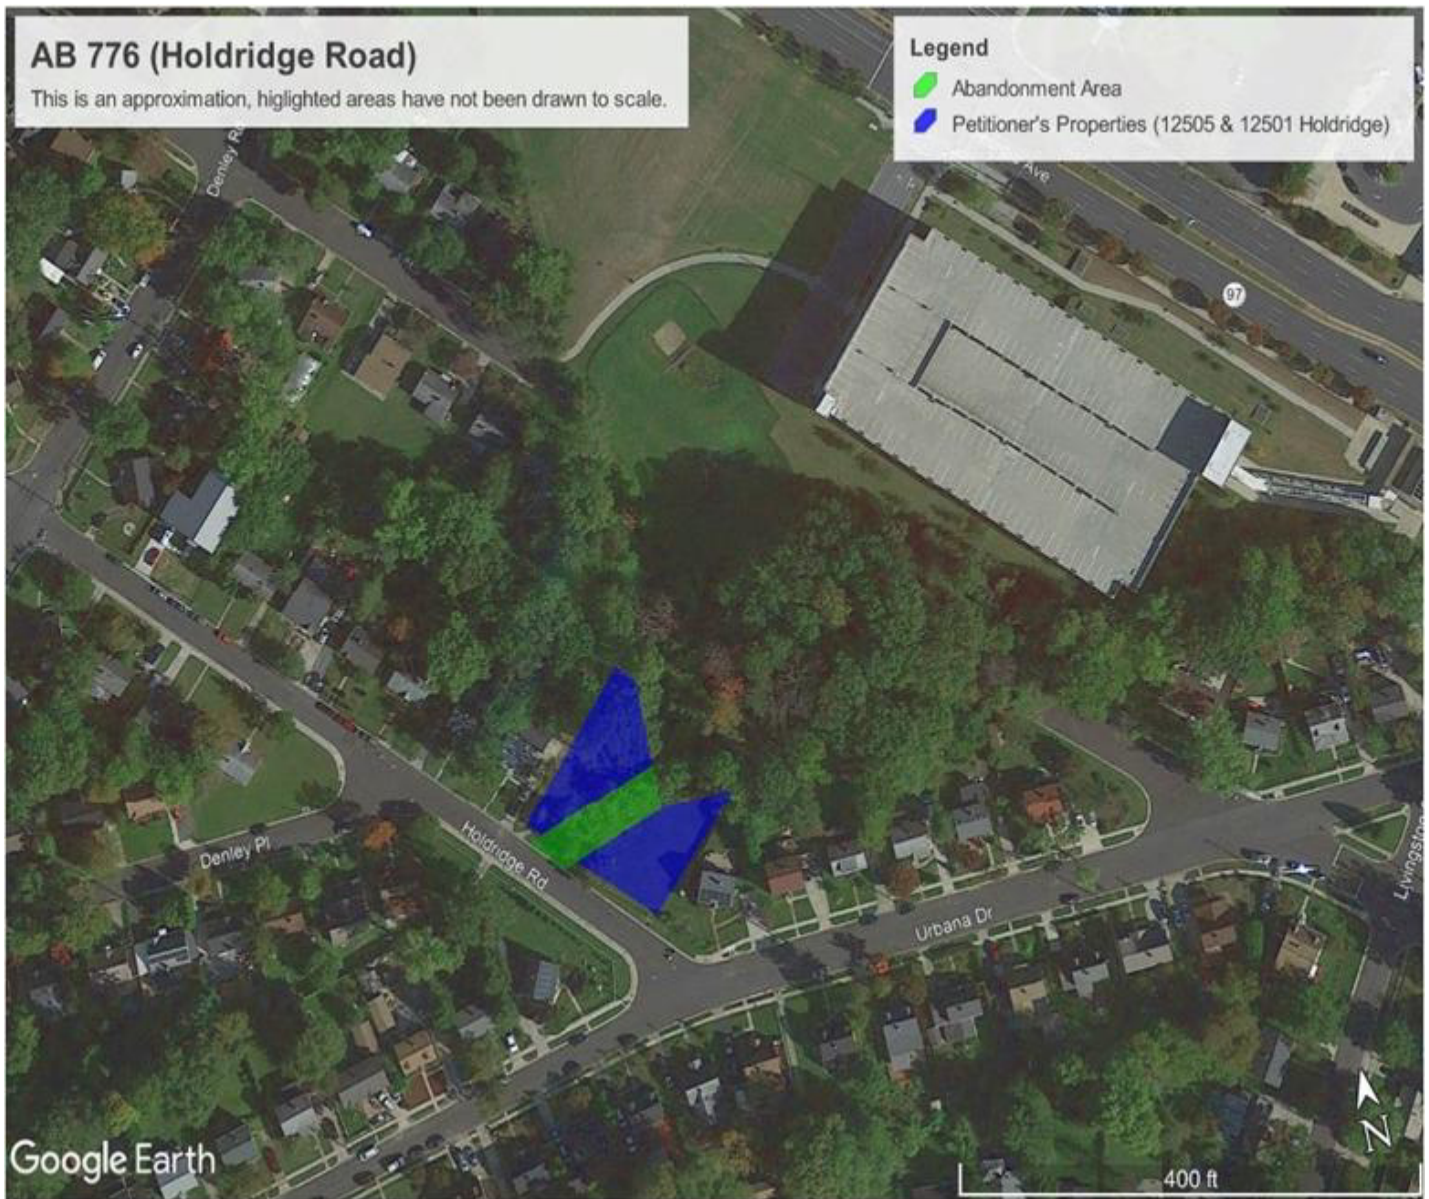 AB 776 (Holdridge Road)
This is an approximation, higlighted areas have not been drawn to scale.
Legend
Abandonment Area
Petitioner's Properties (12505 & 12501 Holdridge)
Denley Rd
Ave
97
Holdridge Rd
Denley Pl
Urbana Dr
Livingston
N
Google Earth
400 ft